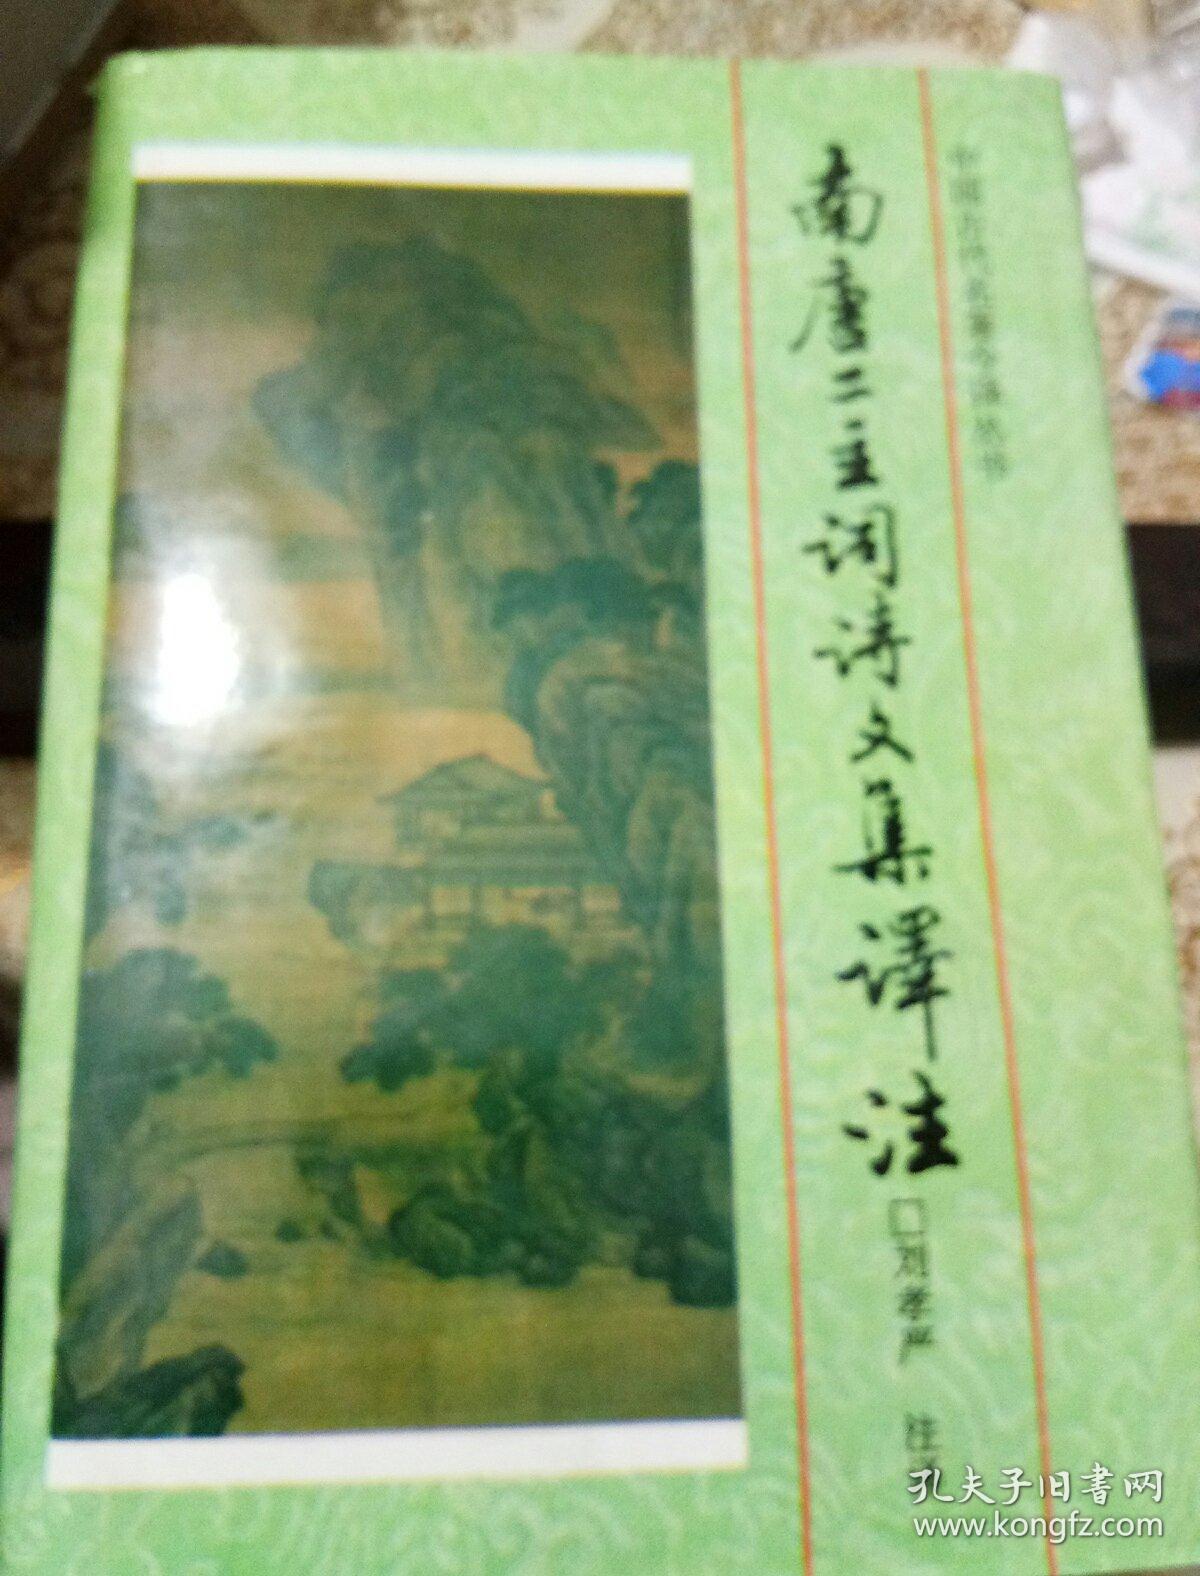 中国古代名著今译丛书
南唐二主词诗文集译注
□刘孝严 注译
孔夫子旧书网
www.kongfz.com